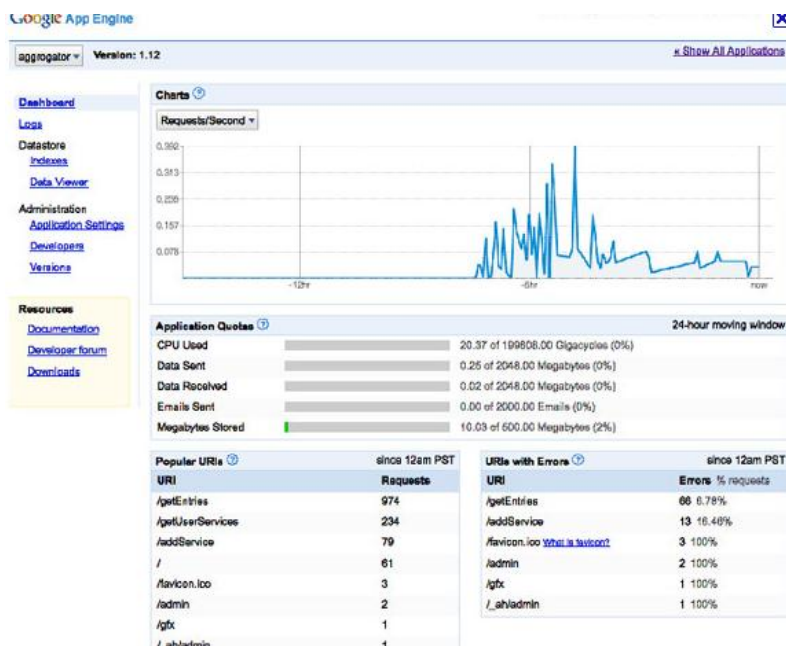 Google App Engine
aggrogator Version: 1.12
« Show All Applications
Dashboard
Logs
Datastore
Indexes
Data Viewer
Administration
Application Settings
Developers
Versions
Resources
Documentation
Developer forum
Downloads
Charts
Requests/Second
0.392
0.313
0.235
0.157
0.078
-12hr -6hr now
Application Quotas 24-hour moving window
CPU Used 20.37 of 199808.00 Gigacycles (0%)
Data Sent 0.25 of 2048.00 Megabytes (0%)
Data Received 0.02 of 2048.00 Megabytes (0%)
Emails Sent 0.00 of 2000.00 Emails (0%)
Megabytes Stored 10.03 of 500.00 Megabytes (2%)
Popular URIs since 12am PST
URI Requests
/getEntries 974
/getUserServices 234
/addService 79
/ 61
/favicon.ico 3
/admin 2
/gfx 1
/_ah/admin 1
URIs with Errors since 12am PST
URI Errors % requests
/getEntries 66 6.78%
/addService 13 16.46%
/favicon.ico What is favicon? 3 100%
/admin 2 100%
/gfx 1 100%
/_ah/admin 1 100%